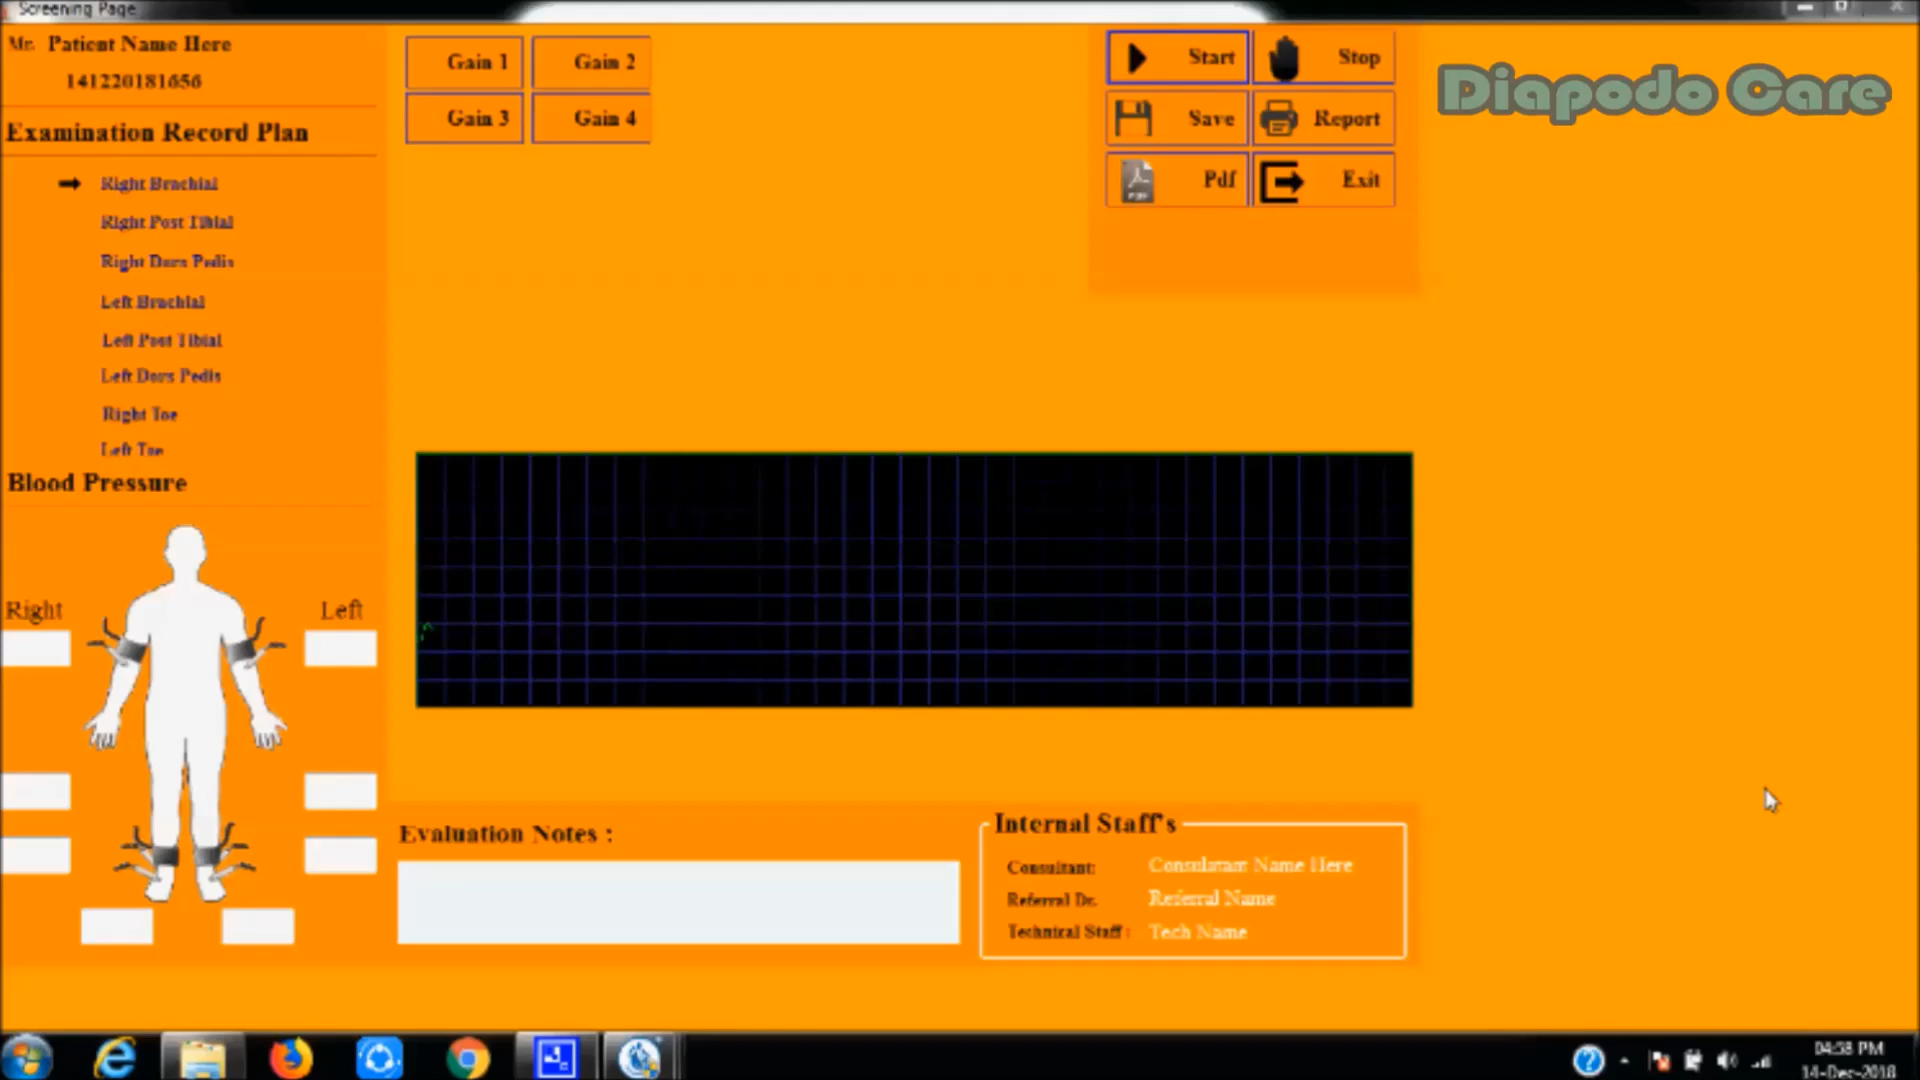 Screening Page
Mr. Patient Name Here
141220181656
Examination Record Plan
Right Brachial
Right Post Tibial
Right Dors Pedis
Left Brachial
Left Post Tibial
Left Dors Pedis
Right Toe
Left Toe
Blood Pressure
Right
Left
Gain 1
Gain 2
Gain 3
Gain 4
Start
Stop
Save
Report
Pdf
Exit
Diapodo Care
Evaluation Notes :
Internal Staff's
Consultant: Consulatant Name Here
Referral Dr. Referral Name
Technical Staff : Tech Name
04:58 PM
14-Dec-2018